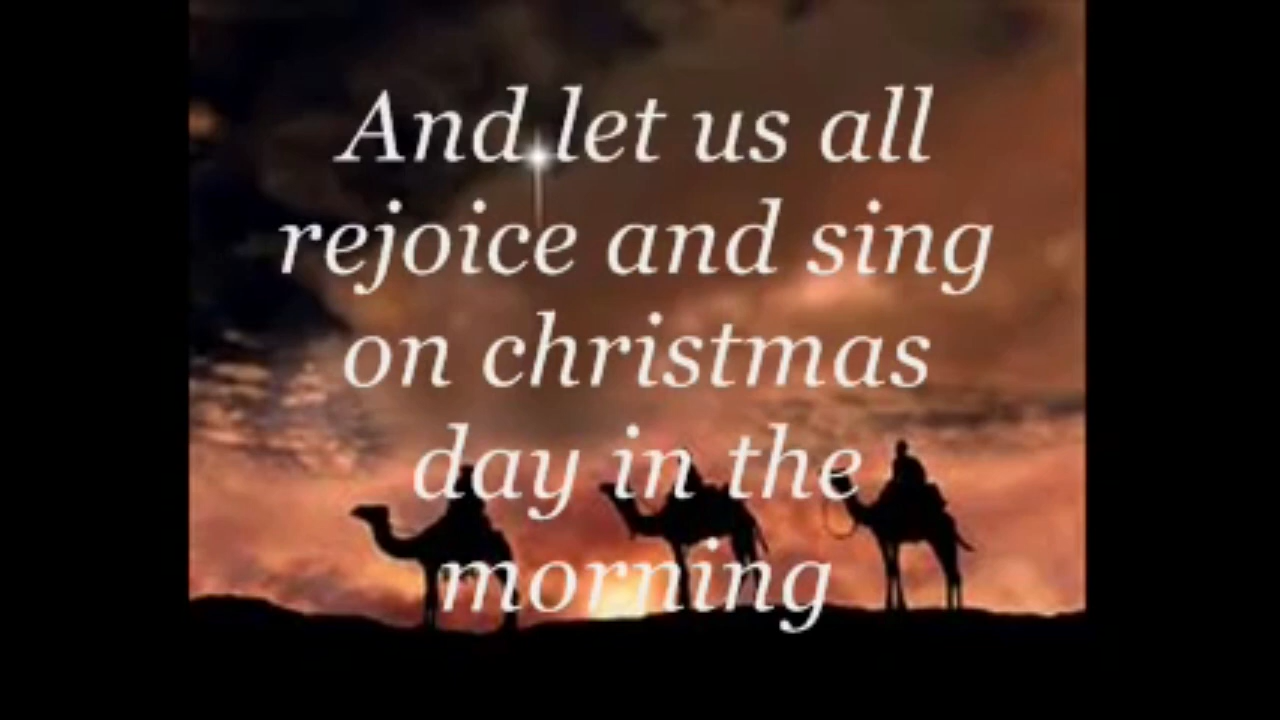 And let us all
rejoice and sing
on christmas
day in the
morning